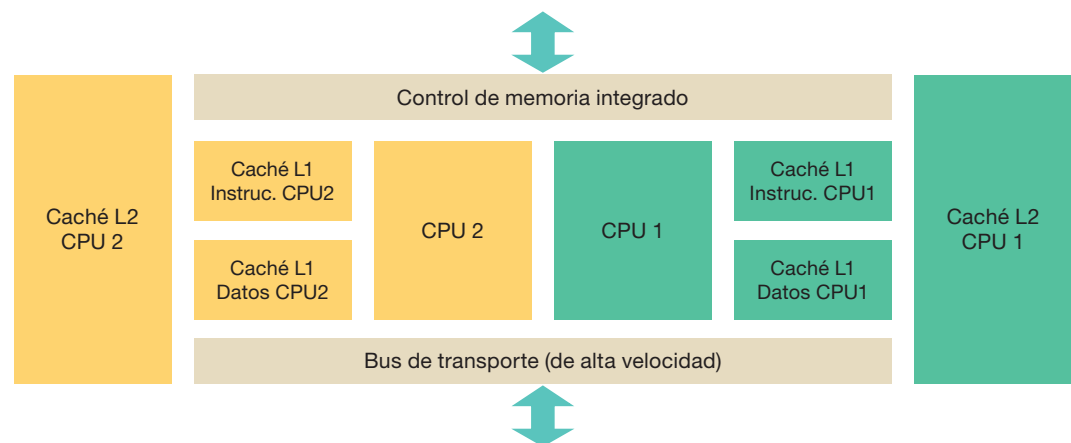 Control de memoria integrado
Caché L2
CPU 2
Caché L1
Instruc. CPU2
Caché L1
Datos CPU2
CPU 2
CPU 1
Caché L1
Instruc. CPU1
Caché L1
Datos CPU1
Caché L2
CPU 1
Bus de transporte (de alta velocidad)